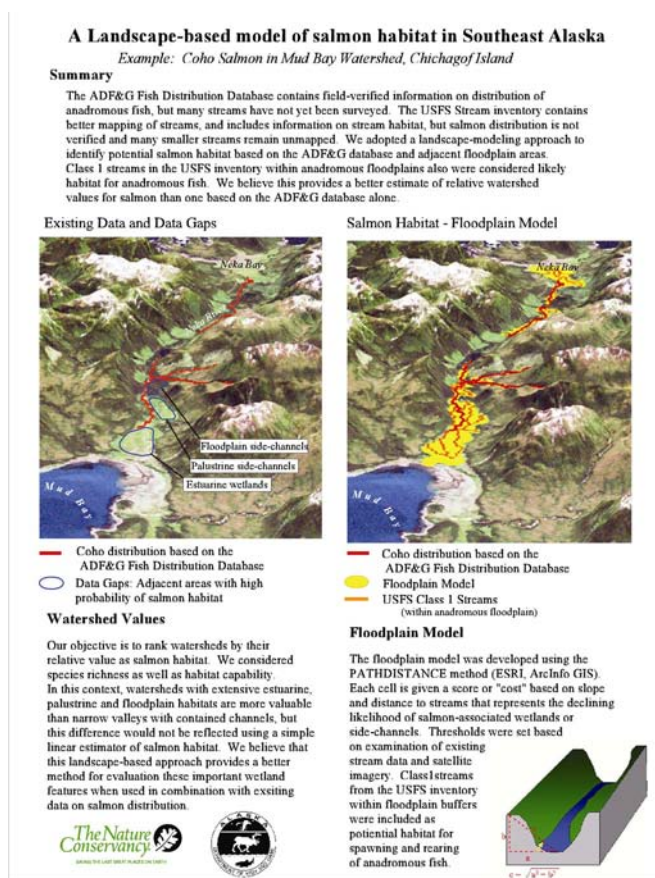 A Landscape-based model of salmon habitat in Southeast Alaska
Example: Coho Salmon in Mud Bay Watershed, Chichagof Island
Summary
The ADF&G Fish Distribution Database contains field-verified information on distribution of
anadromous fish, but many streams have not yet been surveyed. The USFS Stream inventory contains
better mapping of streams, and includes information on stream habitat, but salmon distribution is not
verified and many smaller streams remain unmapped. We adopted a landscape-modeling approach to
identify potential salmon habitat based on the ADF&G database and adjacent floodplain areas.
Class 1 streams in the USFS inventory within anadromous floodplains also were considered likely
habitat for anadromous fish. We believe this provides a better estimate of relative watershed
values for salmon than one based on the ADF&G database alone.
Existing Data and Data Gaps
Neka Bay
Neka
Floodplain side-channels
Palustrine side-channels
Estuarine wetlands
Mud Bay
Coho distribution based on the
ADF&G Fish Distribution Database
Data Gaps: Adjacent areas with high
probability of salmon habitat
Salmon Habitat - Floodplain Model
Neka Bay
Mud Bay
Coho distribution based on the
ADF&G Fish Distribution Database
Floodplain Model
USFS Class 1 Streams
(within anadromous floodplain)
Watershed Values
Our objective is to rank watersheds by their
relative value as salmon habitat. We considered
species richness as well as habitat capability.
In this context, watersheds with extensive estuarine,
palustrine and floodplain habitats are more valuable
than narrow valleys with contained channels, but
this difference would not be reflected using a simple
linear estimator of salmon habitat. We believe that
this landscape-based approach provides a better
method for evaluation these important wetland
features when used in combination with exsiting
data on salmon distribution.
The Nature
Conservancy
SAVING THE LAST GREAT PLACES ON EARTH
ALASKA
Floodplain Model
The floodplain model was developed using the
PATHDISTANCE method (ESRI, ArcInfo GIS).
Each cell is given a score or "cost" based on slope
and distance to streams that represents the declining
likelihood of salmon-associated wetlands or
side-channels. Thresholds were set based
on examination of existing
stream data and satellite
imagery. Class1streams
from the USFS inventory
within floodplain buffers
were included as
potiential habitat for
spawning and rearing
of anadromous fish.